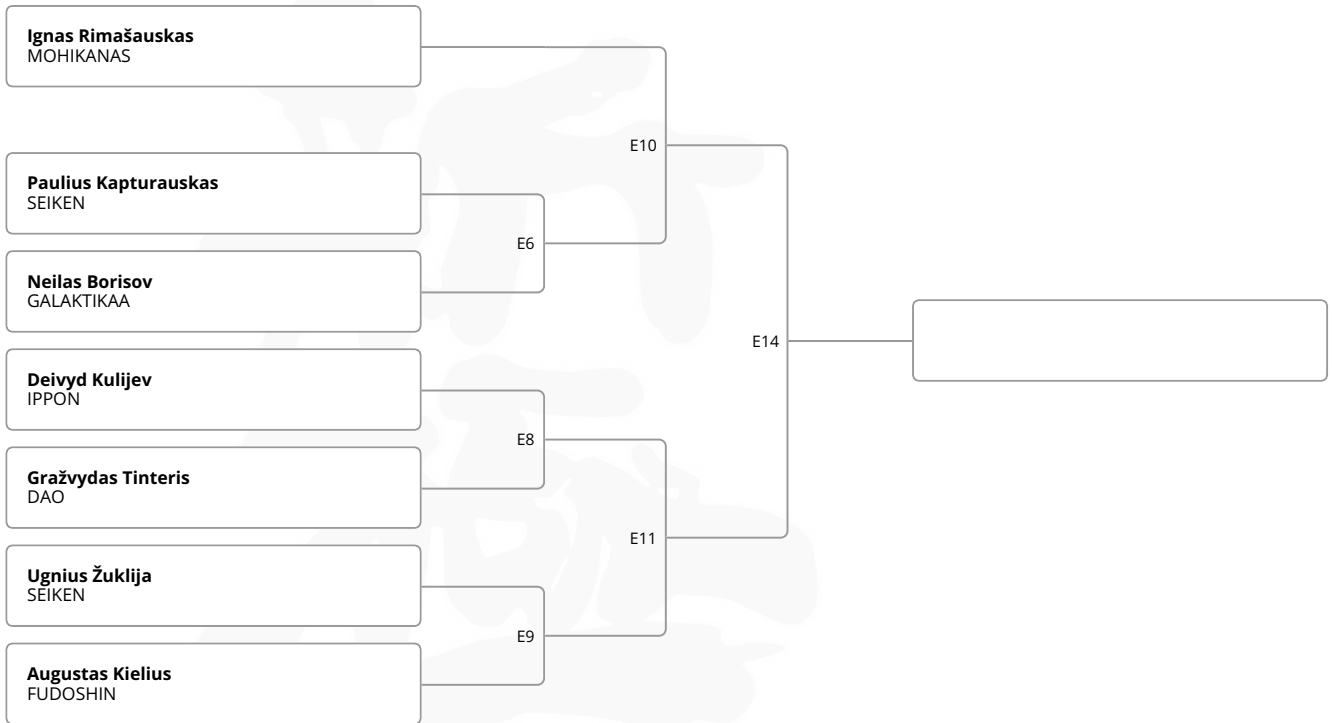 Ignas Rimašauskas
MOHIKANAS
E10
Paulius Kapturauskas
SEIKEN
E6
Neilas Borisov
GALAKTIKAA
E14
Deivyd Kulijev
IPPON
E8
Gražvydas Tinteris
DAO
E11
Ugnius Žuklija
SEIKEN
E9
Augustas Kielius
FUDOSHIN